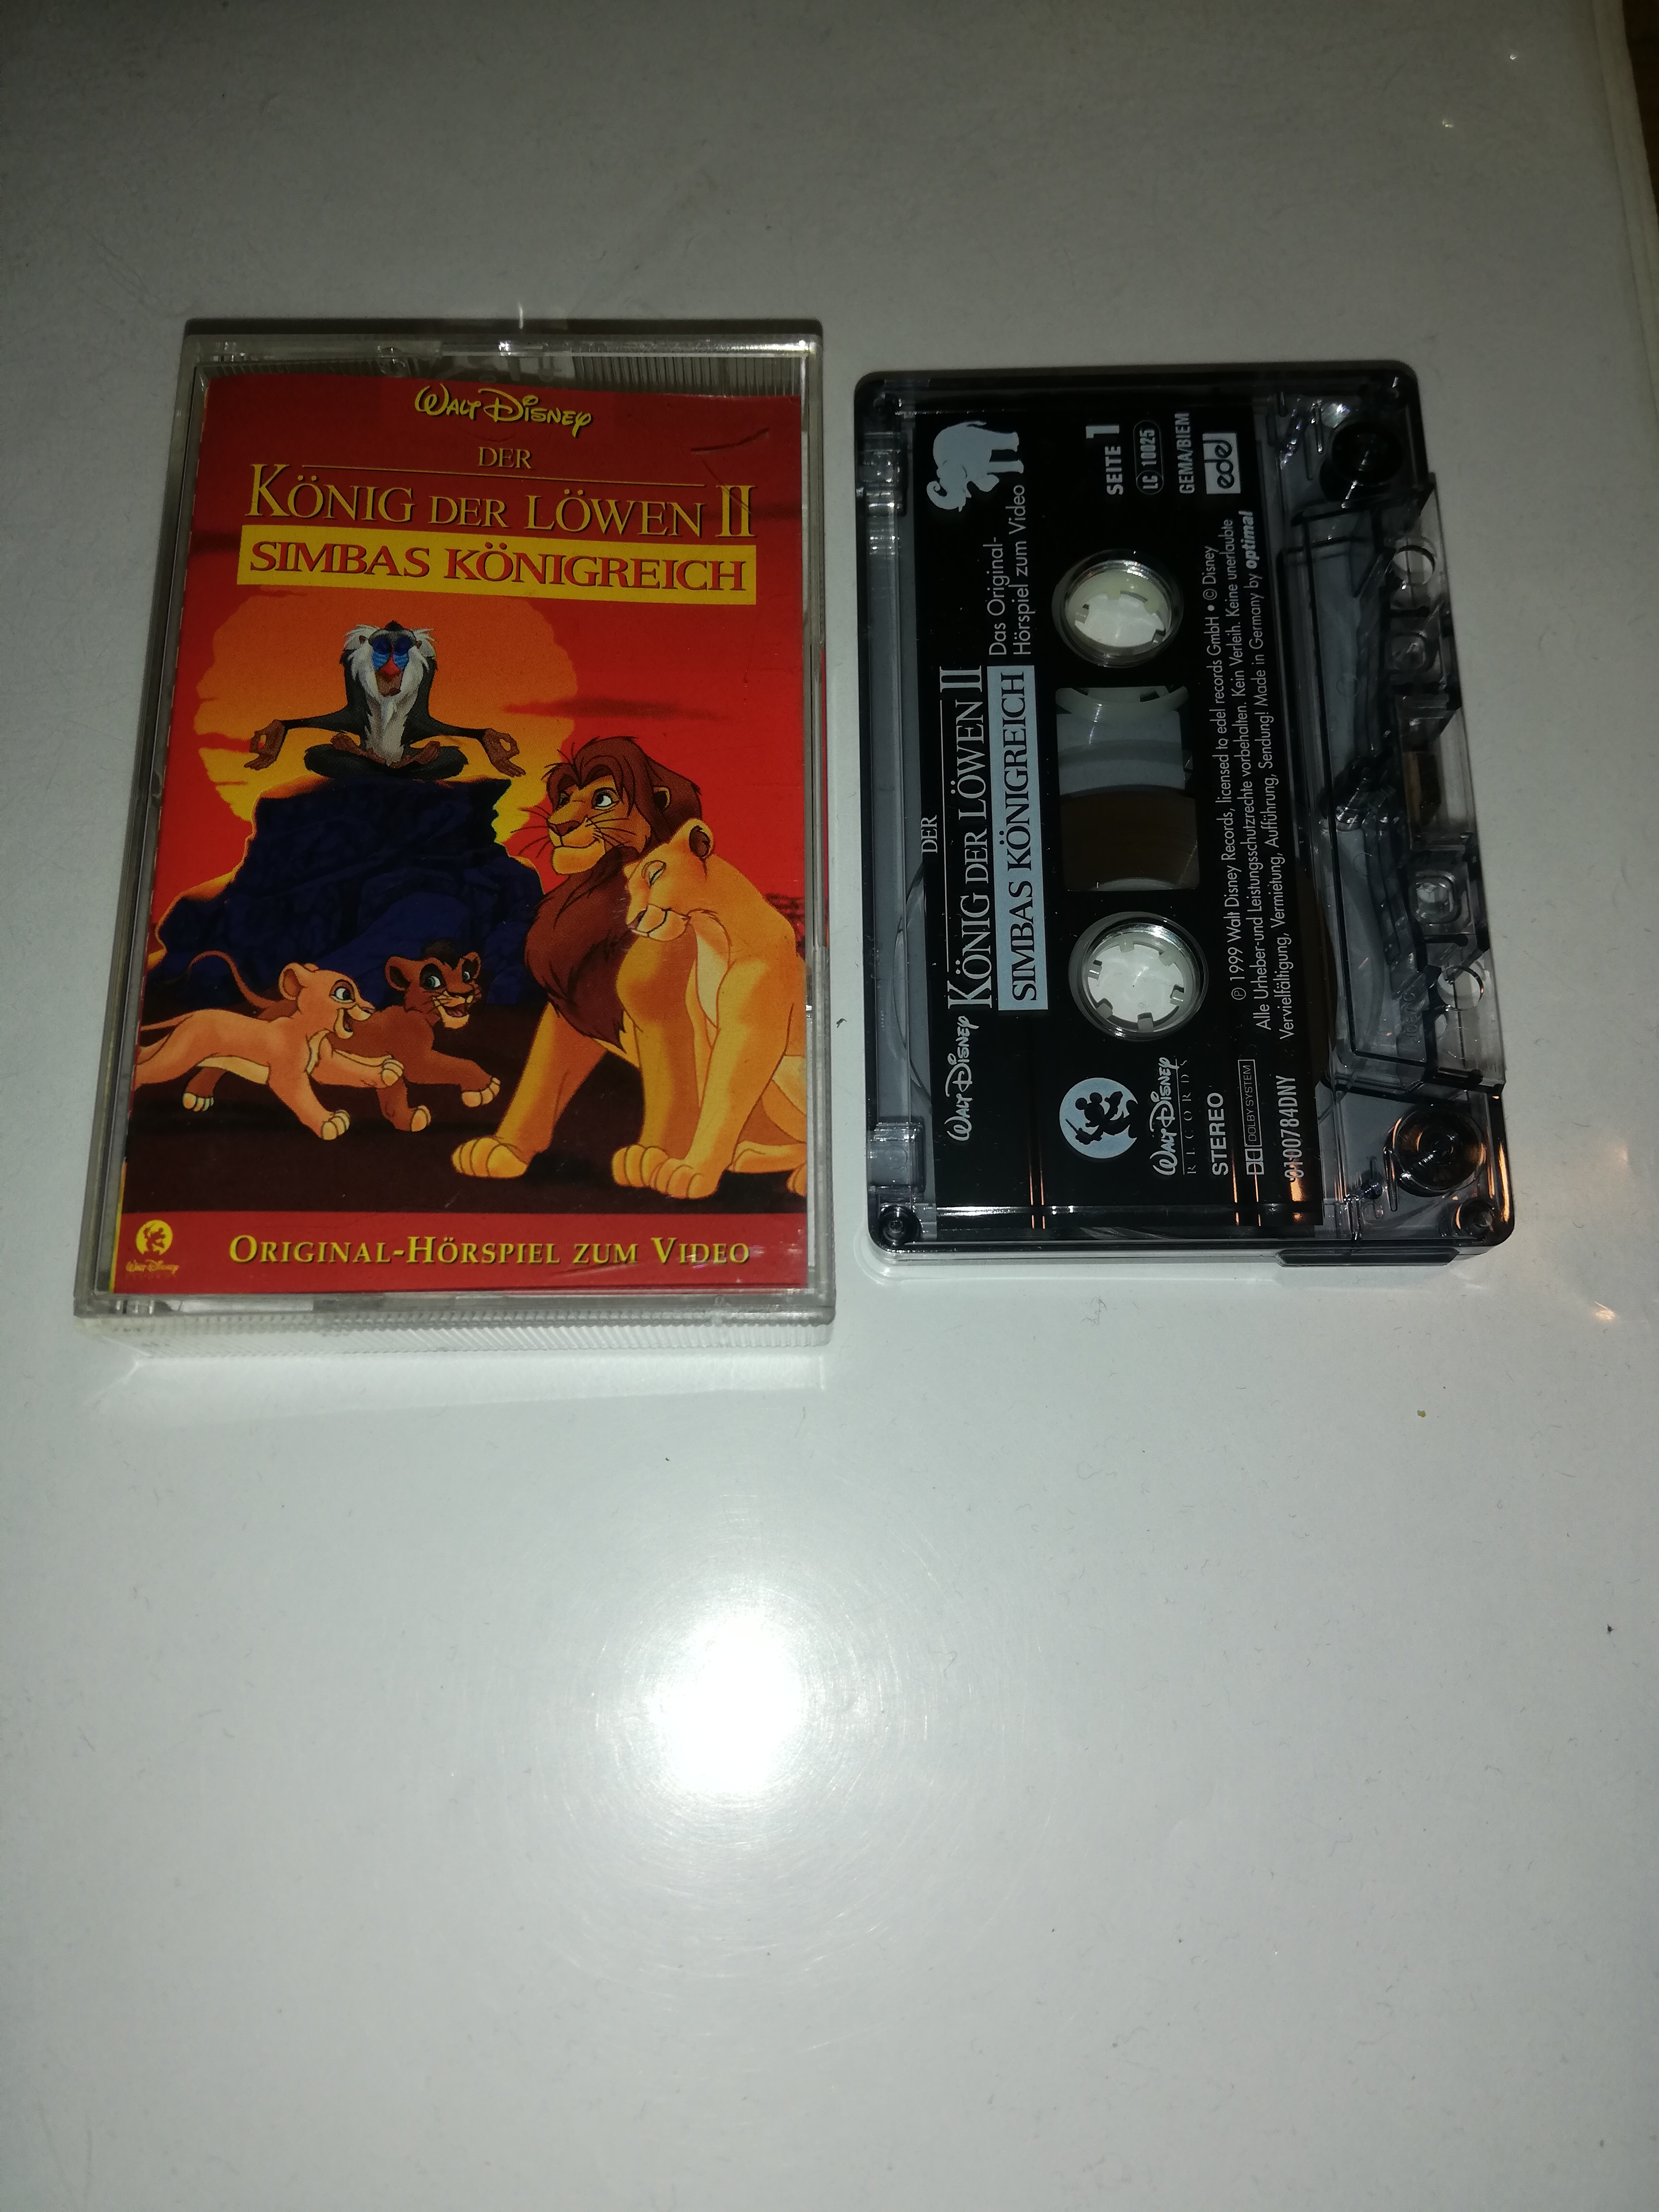 WALT DISNEY
DER
KÖNIG DER LÖWEN II
SIMBAS KÖNIGREICH
ORIGINAL-HÖRSPIEL ZUM VIDEO
WALT DISNEY
WALT DISNEY
DER
KÖNIG DER LÖWEN II
SIMBAS KÖNIGREICH
Das Original-
Hörspiel zum Video
WALT DISNEY
RECORDS
STEREO
DOLBY SYSTEM
0100784DNY
SEITE 1
LC 10025
GEMA/BIEM
edel
℗ 1999 Walt Disney Records, licensed to edel records GmbH • © Disney
Alle Urheber-und Leistungsschutzrechte vorbehalten. Kein Verleih. Keine unerlaubte
Vervielfältigung, Vermietung, Aufführung, Sendung! Made in Germany by optimal